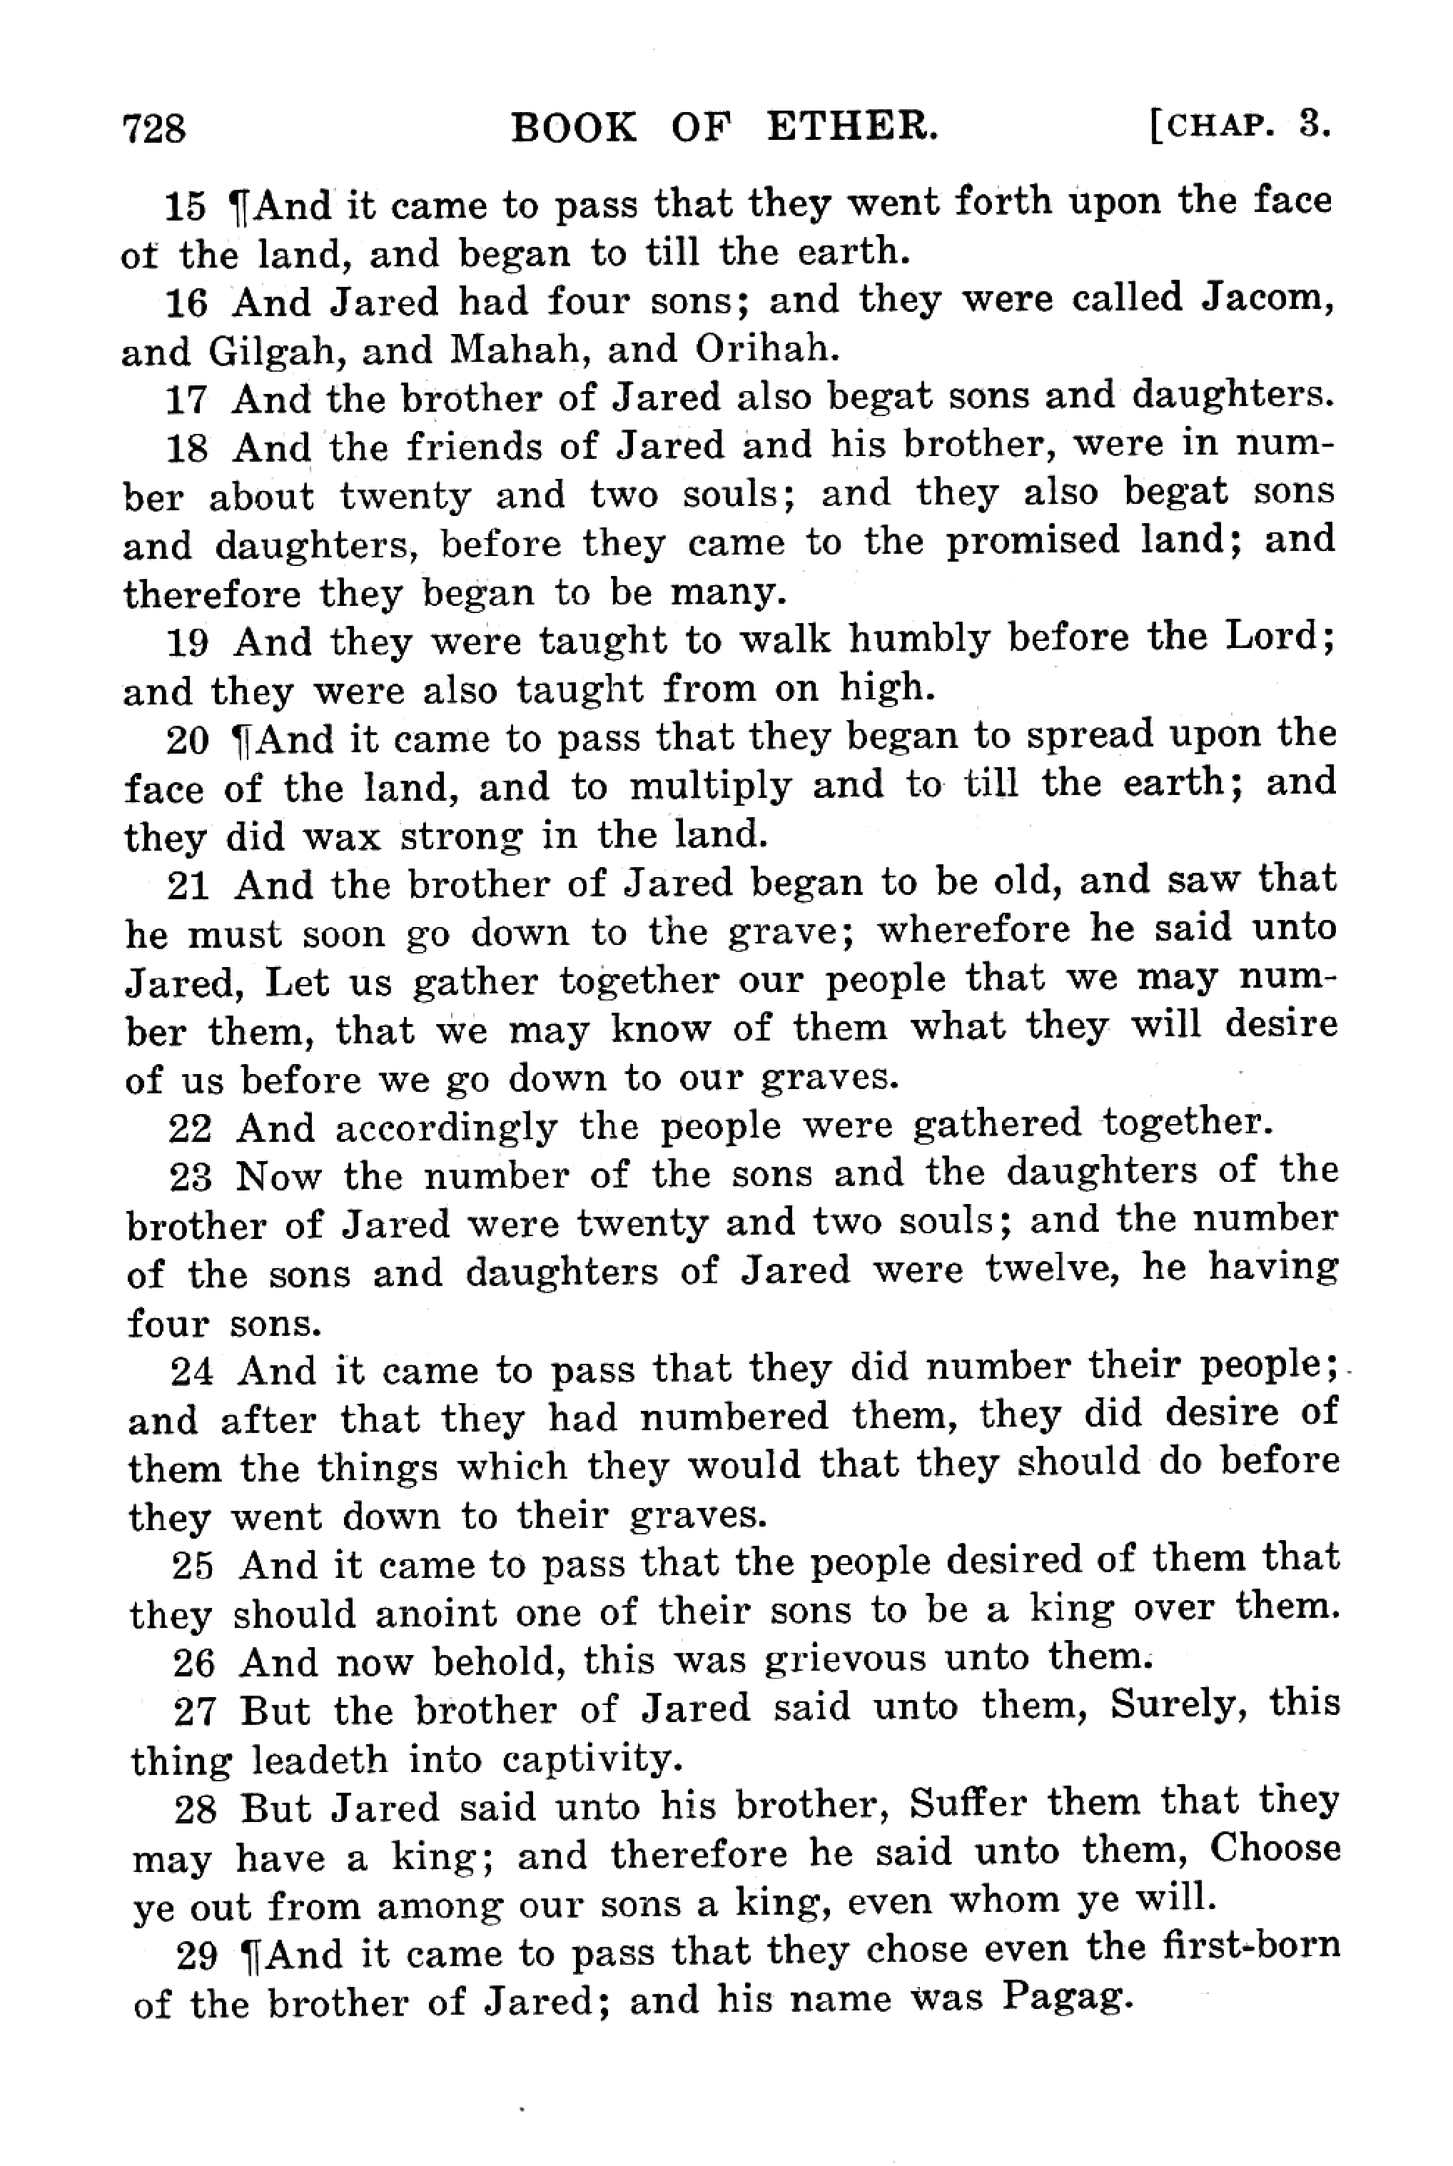 728 BOOK OF ETHER. [CHAP. 3.
15 ¶And it came to pass that they went forth upon the face
of the land, and began to till the earth.
16 And Jared had four sons; and they were called Jacom,
and Gilgah, and Mahah, and Orihah.
17 And the brother of Jared also begat sons and daughters.
18 And the friends of Jared and his brother, were in num-
ber about twenty and two souls; and they also begat sons
and daughters, before they came to the promised land; and
therefore they began to be many.
19 And they were taught to walk humbly before the Lord;
and they were also taught from on high.
20 ¶And it came to pass that they began to spread upon the
face of the land, and to multiply and to till the earth; and
they did wax strong in the land.
21 And the brother of Jared began to be old, and saw that
he must soon go down to the grave; wherefore he said unto
Jared, Let us gather together our people that we may num-
ber them, that we may know of them what they will desire
of us before we go down to our graves.
22 And accordingly the people were gathered together.
23 Now the number of the sons and the daughters of the
brother of Jared were twenty and two souls; and the number
of the sons and daughters of Jared were twelve, he having
four sons.
24 And it came to pass that they did number their people;
and after that they had numbered them, they did desire of
them the things which they would that they should do before
they went down to their graves.
25 And it came to pass that the people desired of them that
they should anoint one of their sons to be a king over them.
26 And now behold, this was grievous unto them.
27 But the brother of Jared said unto them, Surely, this
thing leadeth into captivity.
28 But Jared said unto his brother, Suffer them that they
may have a king; and therefore he said unto them, Choose
ye out from among our sons a king, even whom ye will.
29 ¶And it came to pass that they chose even the first-born
of the brother of Jared; and his name was Pagag.